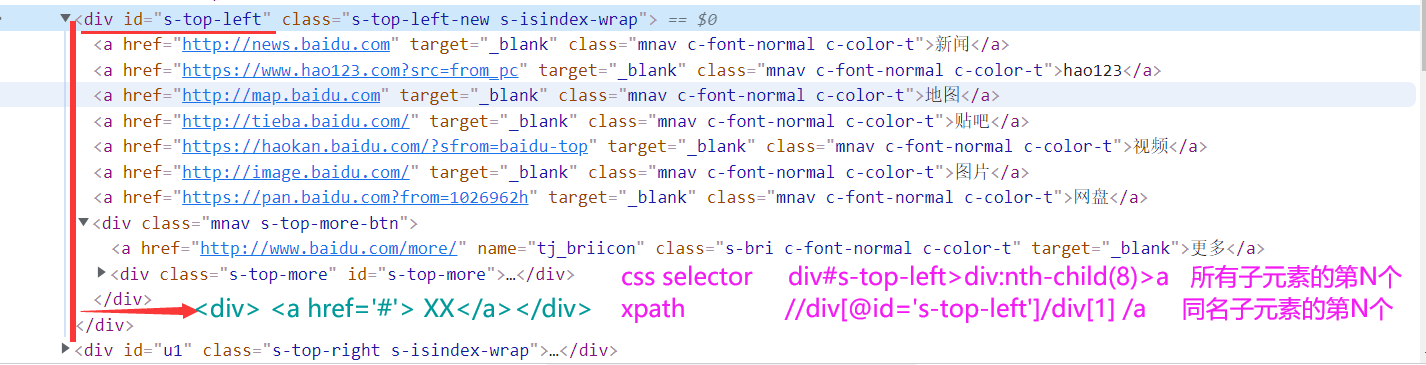 ▼<div id="s-top-left" class="s-top-left-new s-isindex-wrap"> == $0
<a href="http://news.baidu.com" target="_blank" class="mnav c-font-normal c-color-t">新闻</a>
<a href="https://www.hao123.com?src=from_pc" target="_blank" class="mnav c-font-normal c-color-t">hao123</a>
<a href="http://map.baidu.com" target="_blank" class="mnav c-font-normal c-color-t">地图</a>
<a href="http://tieba.baidu.com/" target="_blank" class="mnav c-font-normal c-color-t">贴吧</a>
<a href="https://haokan.baidu.com/?sfrom=baidu-top" target="_blank" class="mnav c-font-normal c-color-t">视频</a>
<a href="http://image.baidu.com/" target="_blank" class="mnav c-font-normal c-color-t">图片</a>
<a href="https://pan.baidu.com?from=1026962h" target="_blank" class="mnav c-font-normal c-color-t">网盘</a>
▼<div class="mnav s-top-more-btn">
<a href="http://www.baidu.com/more/" name="tj_briicon" class="s-bri c-font-normal c-color-t" target="_blank">更多</a>
▶<div class="s-top-more" id="s-top-more">…</div>
css selector div#s-top-left>div:nth-child(8)>a 所有子元素的第N个
</div>
<div> <a href='#'> XX</a></div>
xpath //div[@id='s-top-left']/div[1] /a 同名子元素的第N个
</div>
▶<div id="u1" class="s-top-right s-isindex-wrap">…</div>